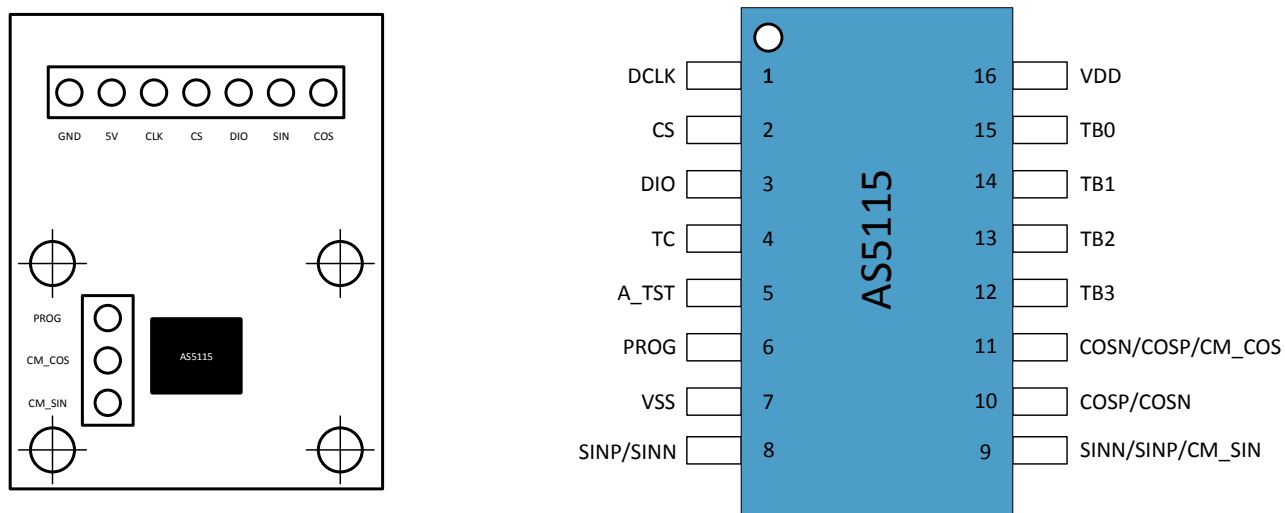 GND 5V CLK CS DIO SIN COS
PROG
CM_COS
CM_SIN
AS5115
DCLK 1 16 VDD
CS 2 15 TB0
DIO 3 14 TB1
TC 4 13 TB2
A_TST 5 12 TB3
PROG 6 11 COSN/COSP/CM_COS
VSS 7 10 COSP/COSN
SINP/SINN 8 9 SINN/SINP/CM_SIN
AS5115